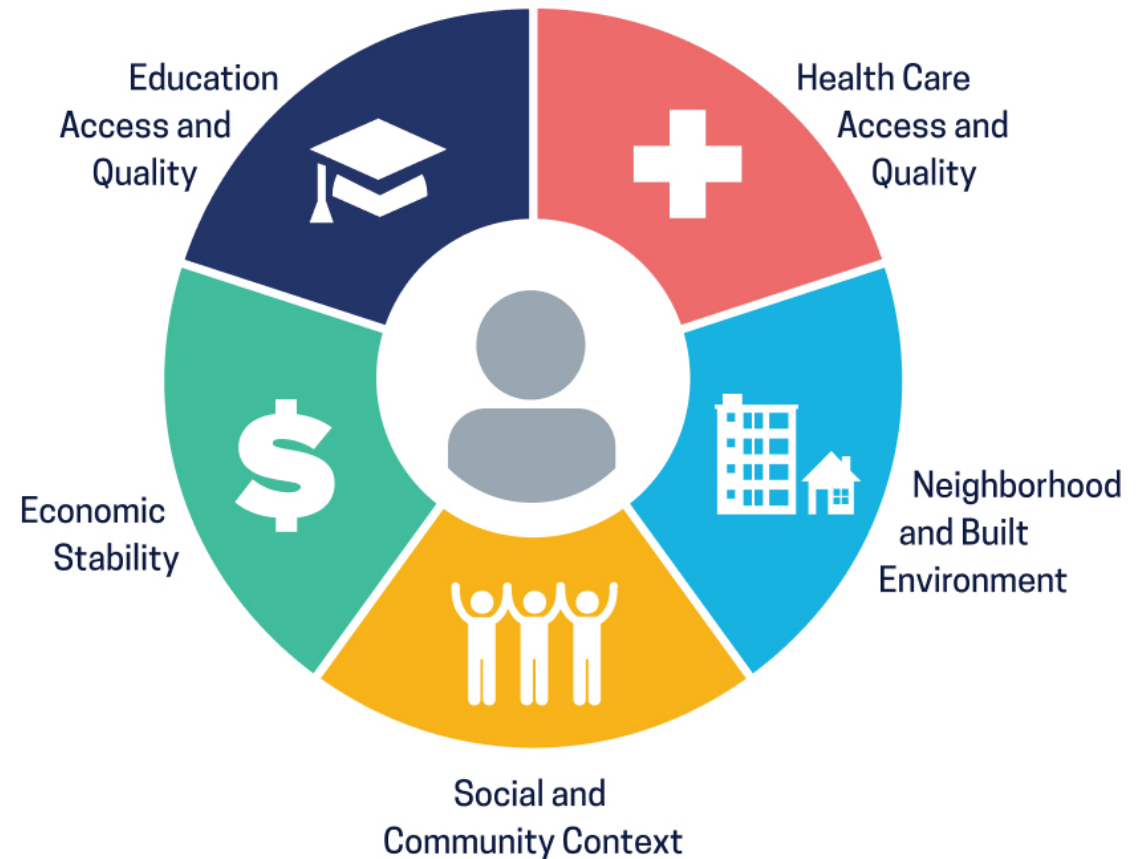 Education
Access and
Quality
Health Care
Access and
Quality
Economic
Stability
Neighborhood
and Built
Environment
Social and
Community Context